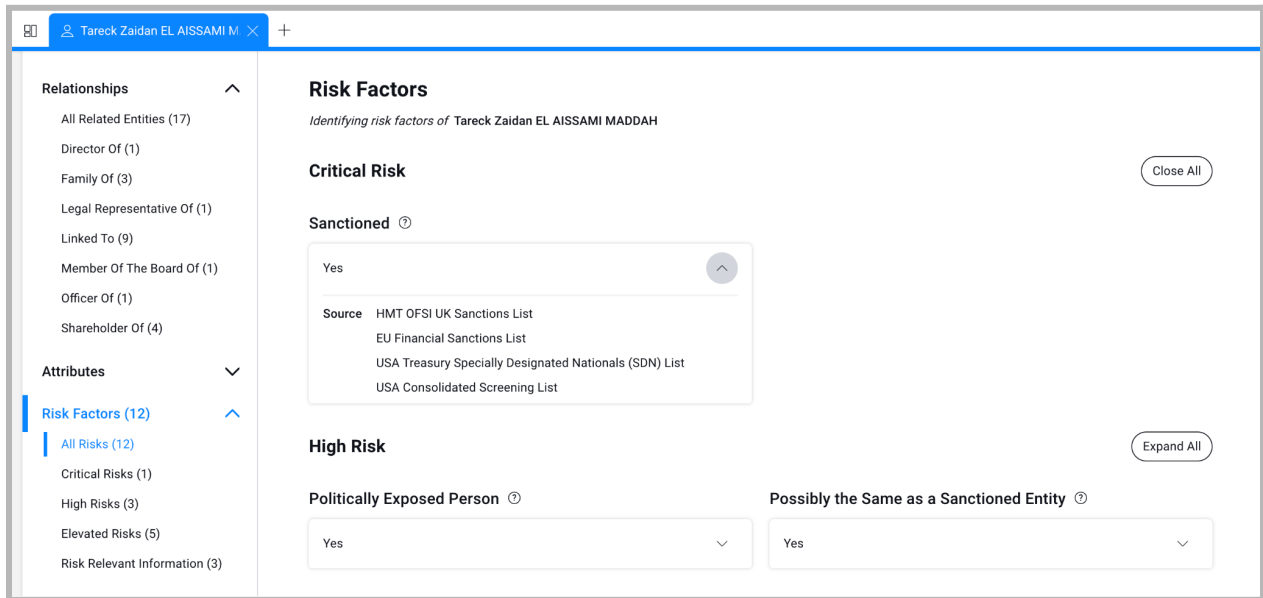 Tareck Zaidan EL AISSAMI M
Relationships
All Related Entities (17)
Director Of (1)
Family Of (3)
Legal Representative Of (1)
Linked To (9)
Member Of The Board Of (1)
Officer Of (1)
Shareholder Of (4)
Attributes
Risk Factors (12)
All Risks (12)
Critical Risks (1)
High Risks (3)
Elevated Risks (5)
Risk Relevant Information (3)
Risk Factors
Identifying risk factors of Tareck Zaidan EL AISSAMI MADDAH
Critical Risk
Close All
Sanctioned
Yes
Source HMT OFSI UK Sanctions List
EU Financial Sanctions List
USA Treasury Specially Designated Nationals (SDN) List
USA Consolidated Screening List
High Risk
Expand All
Politically Exposed Person
Yes
Possibly the Same as a Sanctioned Entity
Yes